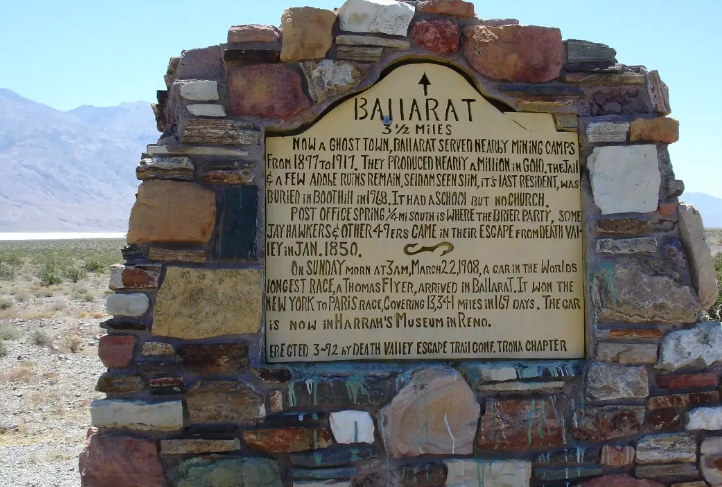 BALLARAT
3 ½ MILES
NOW A GHOST TOWN, BALLARAT SERVED NEARBY MINING CAMPS
FROM 1897 TO 1917. THEY PRODUCED NEARLY A MILLION IN GOLD. THE JAIL
& A FEW ADOBE RUINS REMAIN. SELDOM SEEN SLIM, ITS LAST RESIDENT, WAS
BURIED IN BOOTHILL IN 1968. IT HAD A SCHOOL BUT NO CHURCH.
POST OFFICE SPRING, ¼ MI SOUTH IS WHERE THE BRIER PARTY, SOME
JAYHAWKERS & OTHER 49ERS CAME IN THEIR ESCAPE FROM DEATH VAL-
LEY IN JAN. 1850.
ON SUNDAY MORN AT 3AM, MARCH 22, 1908, A CAR IN THE WORLDS
LONGEST RACE, A THOMAS FLYER, ARRIVED IN BALLARAT. IT WON THE
NEW YORK TO PARIS RACE, COVERING 13,341 MILES IN 169 DAYS. THE CAR
IS NOW IN HARRAH'S MUSEUM IN RENO.
ERECTED 3-92 BY DEATH VALLEY ESCAPE TRAIL CONF. TRONA CHAPTER